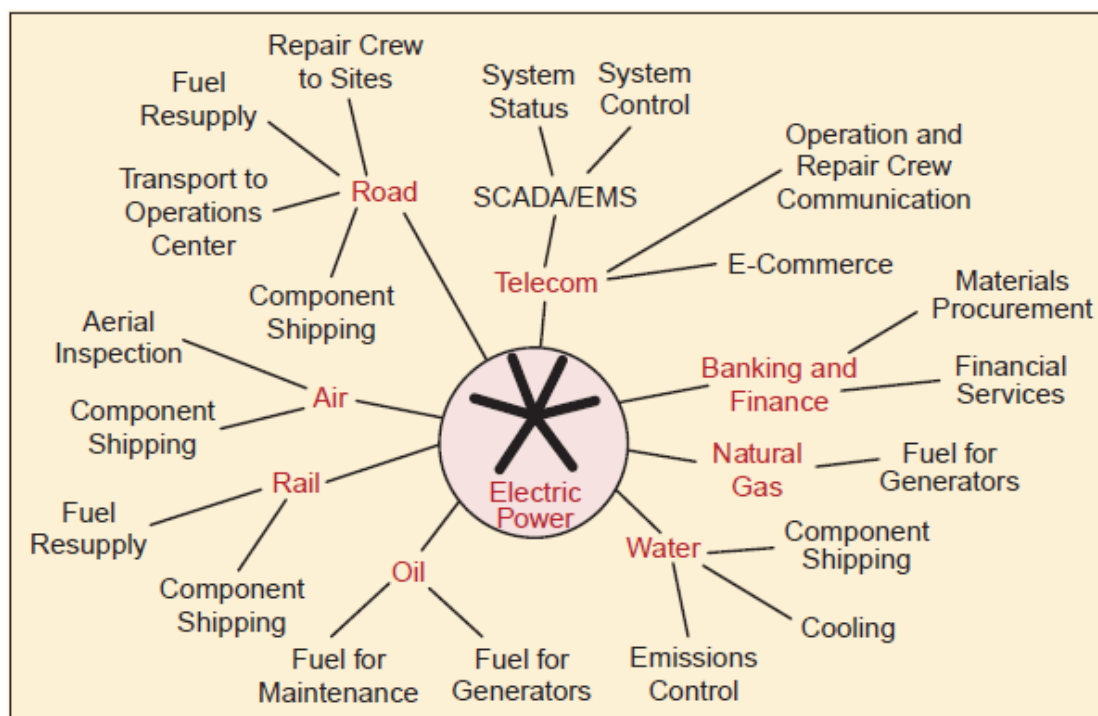 Repair Crew
to Sites
Fuel
Resupply
Transport to
Operations
Center
Road
Component
Shipping
System
Status
System
Control
SCADA/EMS
Operation and
Repair Crew
Communication
Telecom
E-Commerce
Materials
Procurement
Banking and
Finance
Financial
Services
Aerial
Inspection
Air
Component
Shipping
Electric
Power
Natural
Gas
Fuel for
Generators
Rail
Fuel
Resupply
Component
Shipping
Oil
Fuel for
Maintenance
Fuel for
Generators
Water
Component
Shipping
Cooling
Emissions
Control